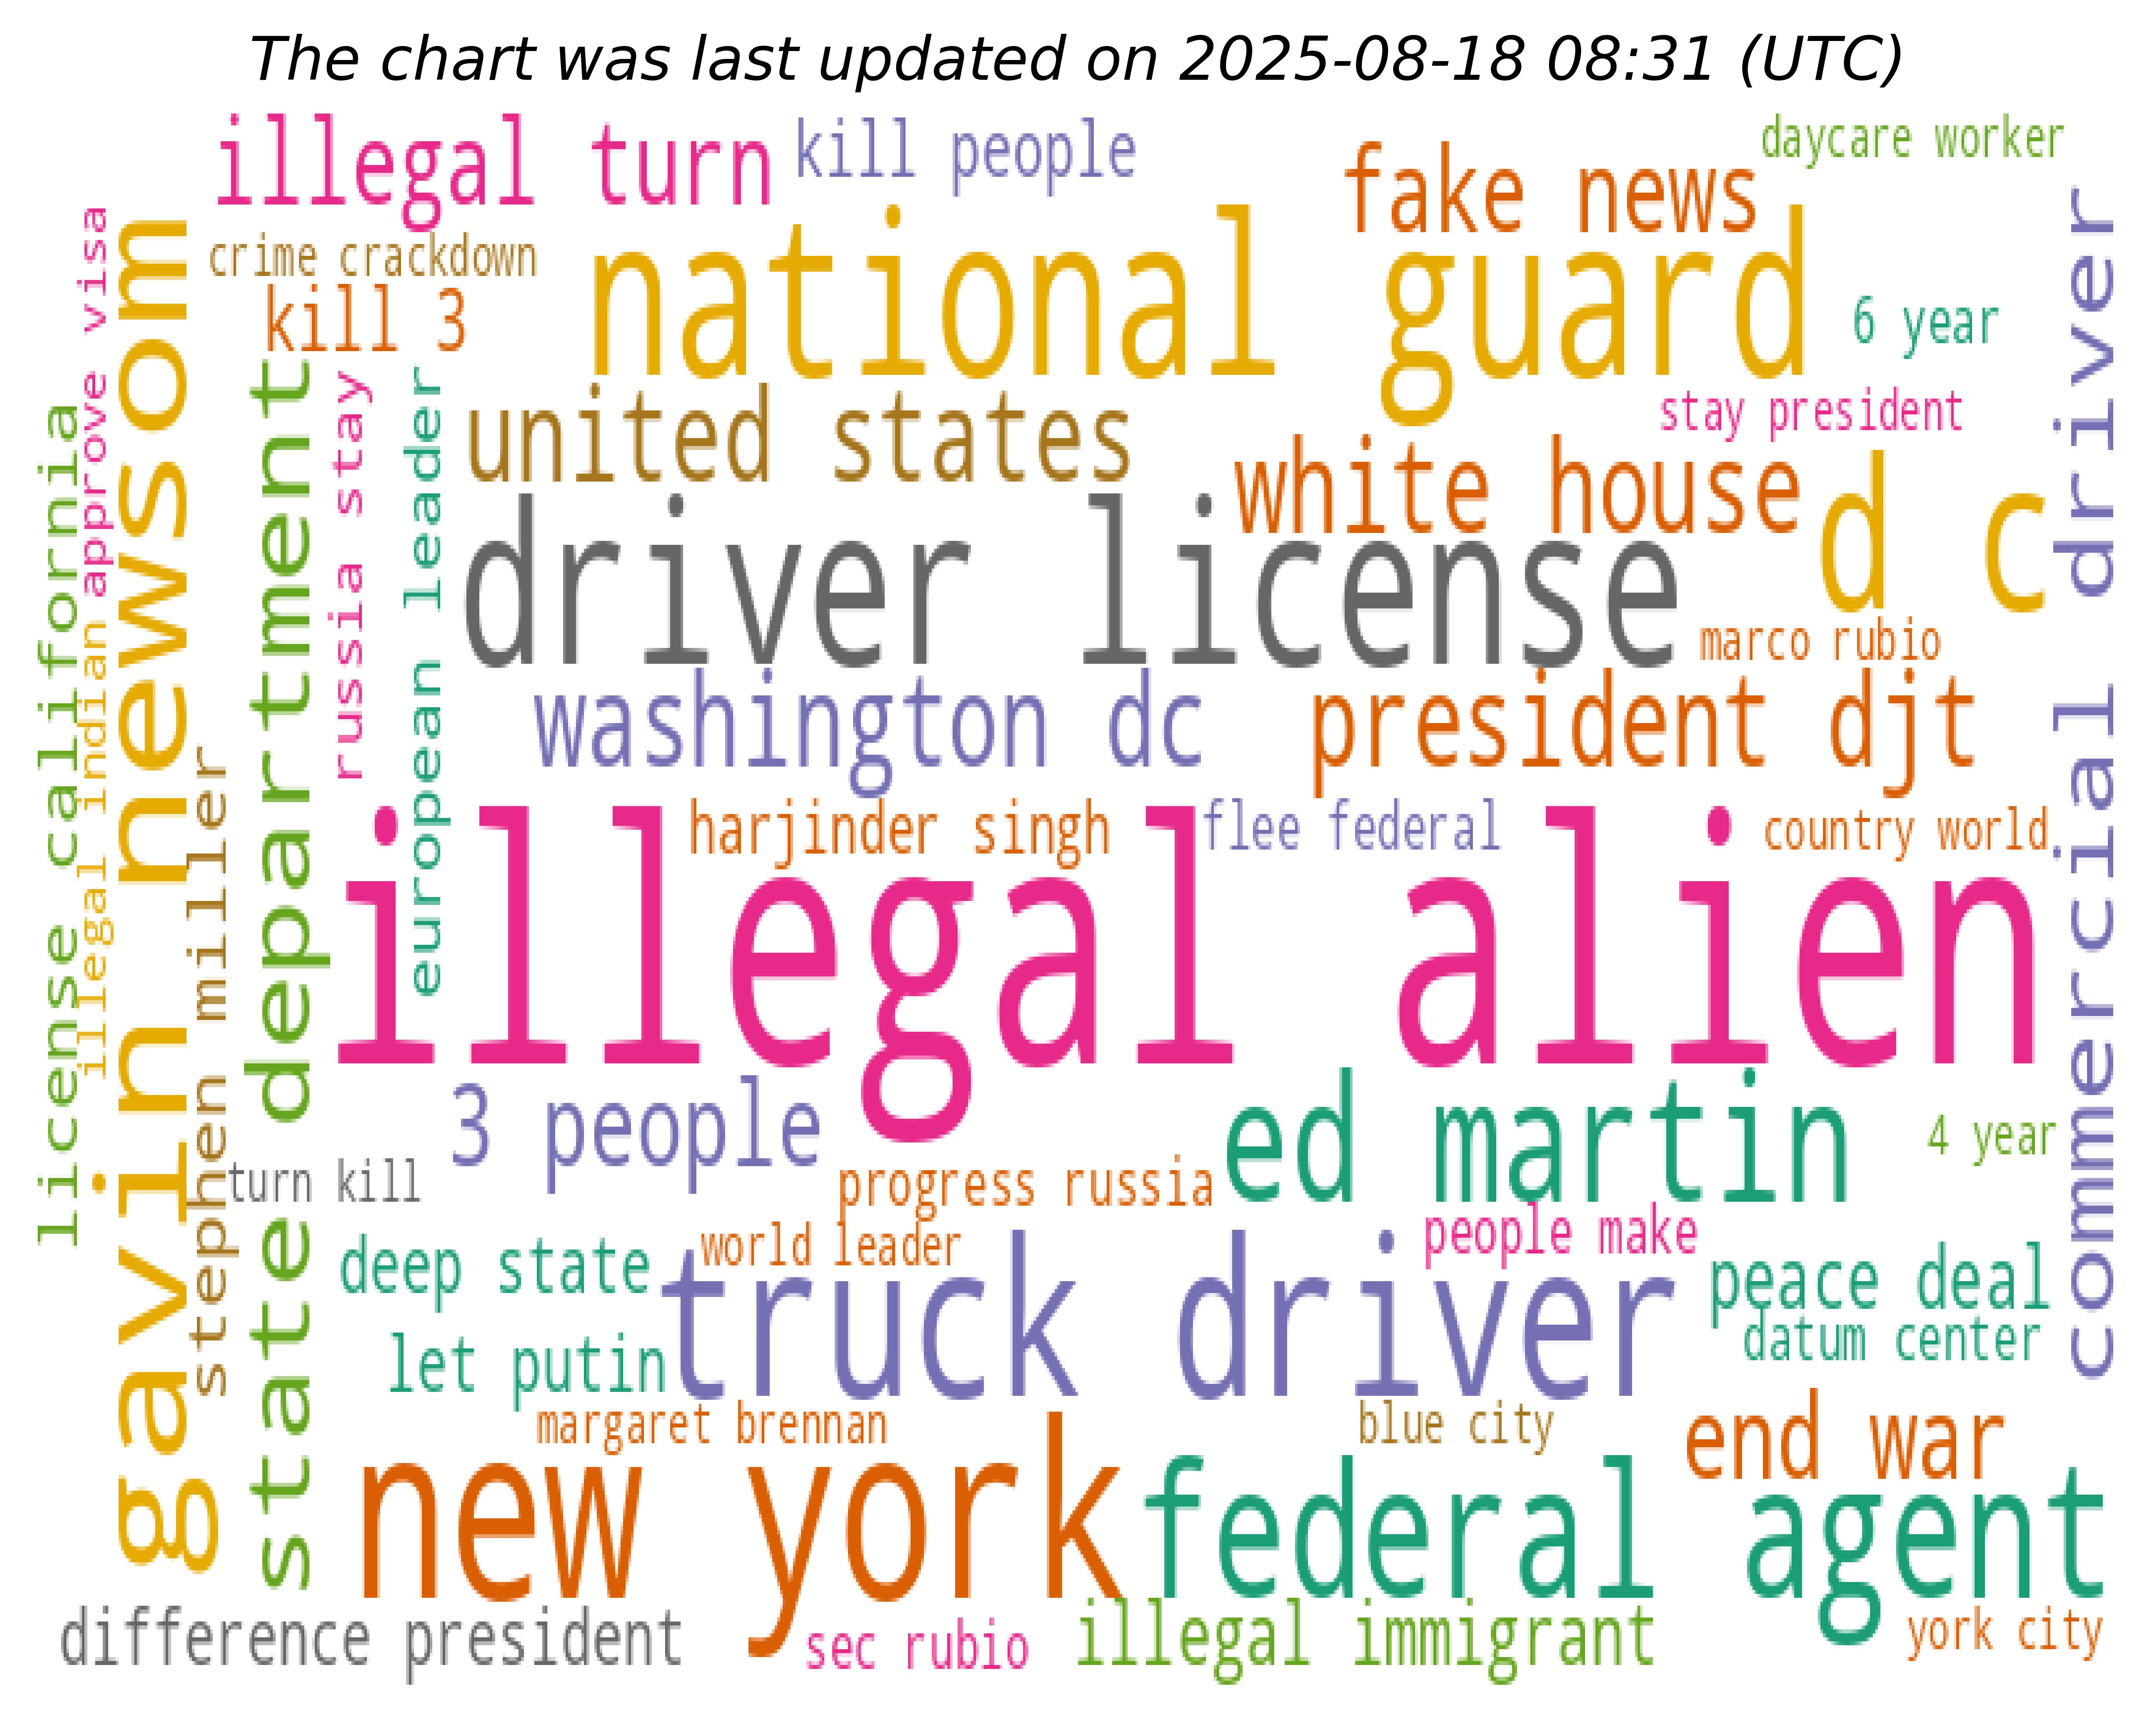 The chart was last updated on 2025-08-18 08:31 (UTC)
illegal turn
kill people
daycare worker
fake news
crime crackdown
national guard
kill 3
6 year
united states
stay president
white house
d c
driver license
marco rubio
washington dc
president djt
harjinder singh
flee federal
country world
illegal alien
3 people
ed martin
4 year
turn kill
progress russia
people make
world leader
deep state
truck driver
peace deal
datum center
let putin
margaret brennan
blue city
end war
new york
federal agent
difference president
sec rubio
illegal immigrant
york city
license california
approve visa
illegal indian
gavin newsom
stephen miller
state department
russia stay
european leader
commercial driver